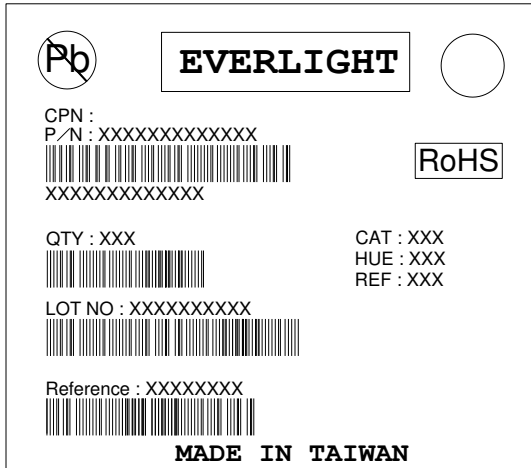 Pb
EVERLIGHT
CPN :
P/N : XXXXXXXXXXXXX
RoHS
XXXXXXXXXXXXX
QTY : XXX
CAT : XXX
HUE : XXX
REF : XXX
LOT NO : XXXXXXXXXX
Reference : XXXXXXXX
MADE IN TAIWAN